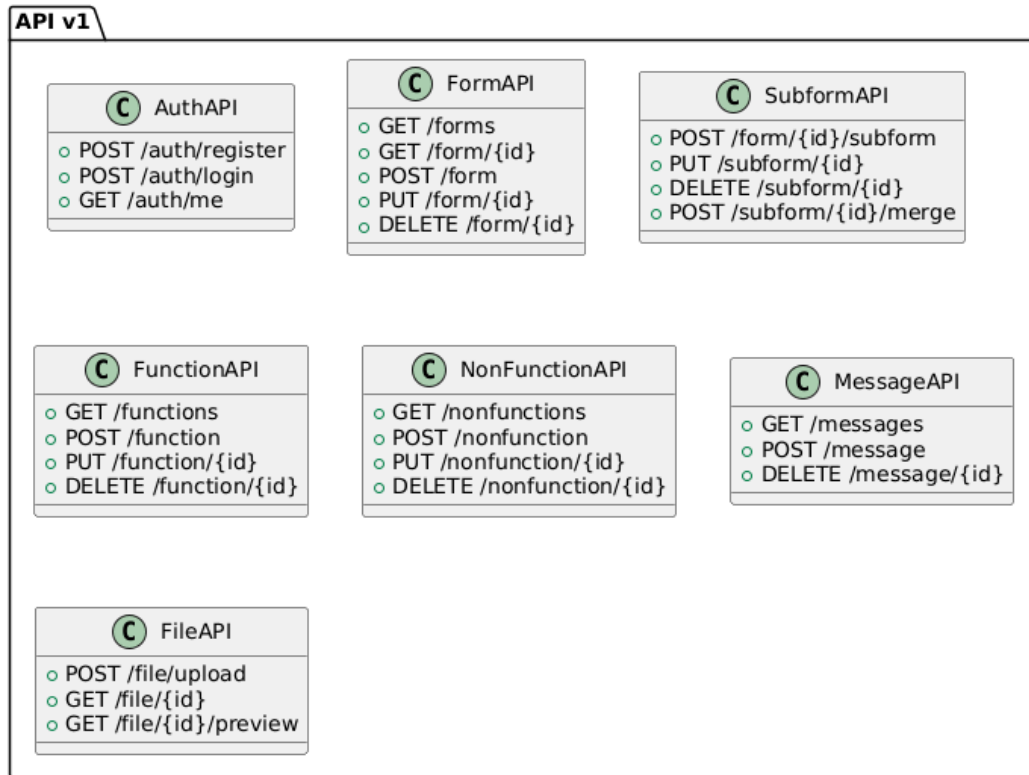 API v1
C AuthAPI
POST /auth/register
POST /auth/login
GET /auth/me
C FormAPI
GET /forms
GET /form/{id}
POST /form
PUT /form/{id}
DELETE /form/{id}
C SubformAPI
POST /form/{id}/subform
PUT /subform/{id}
DELETE /subform/{id}
POST /subform/{id}/merge
C FunctionAPI
GET /functions
POST /function
PUT /function/{id}
DELETE /function/{id}
C NonFunctionAPI
GET /nonfunctions
POST /nonfunction
PUT /nonfunction/{id}
DELETE /nonfunction/{id}
C MessageAPI
GET /messages
POST /message
DELETE /message/{id}
C FileAPI
POST /file/upload
GET /file/{id}
GET /file/{id}/preview